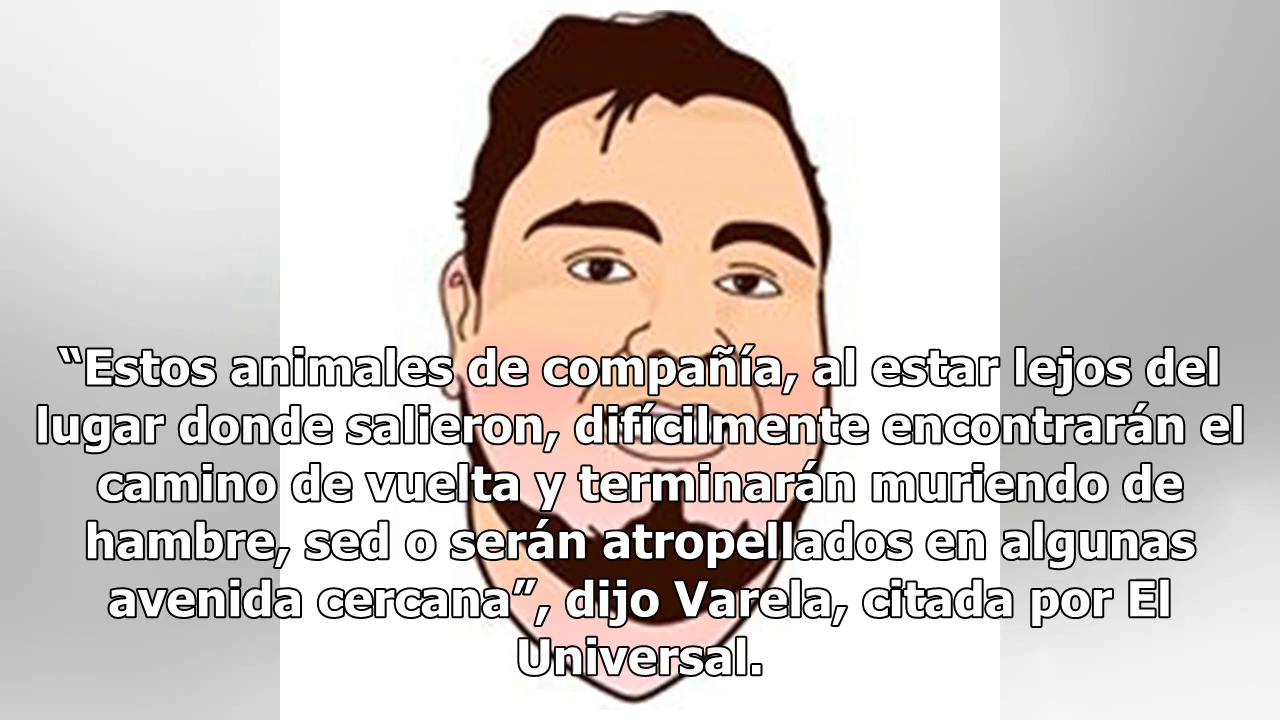 “Estos animales de compañía, al estar lejos del
lugar donde salieron, difícilmente encontrarán el
camino de vuelta y terminarán muriendo de
hambre, sed o serán atropellados en algunas
avenida cercana”, dijo Varela, citada por El
Universal.